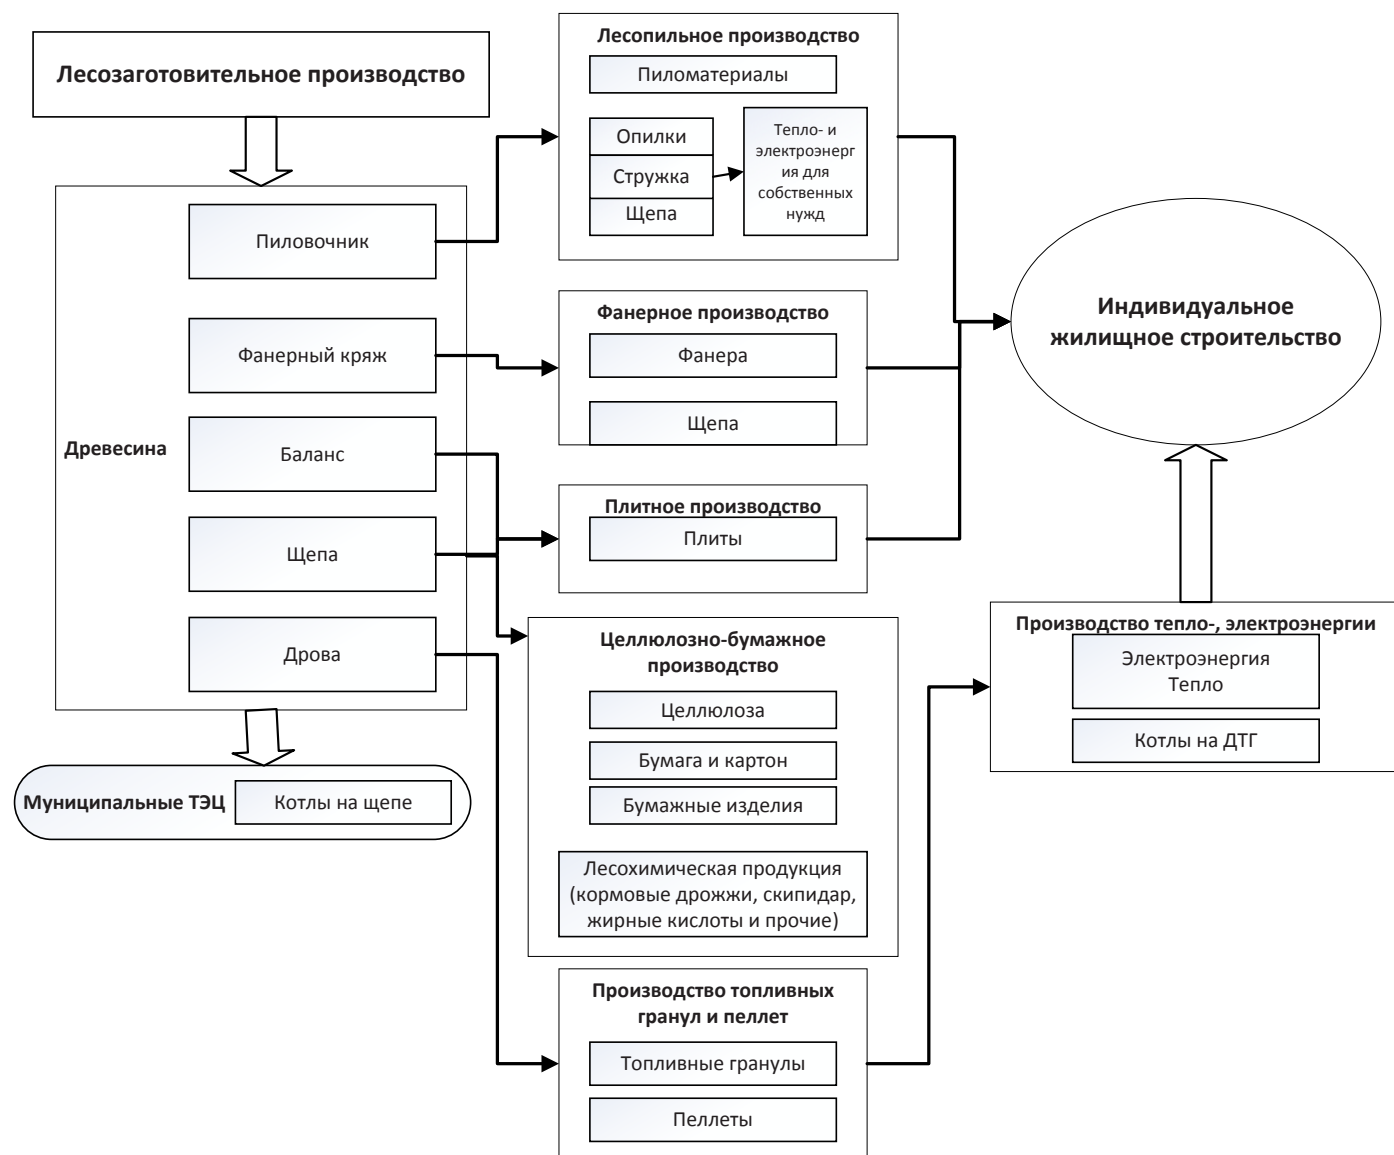 Лесозаготовительное производство
Древесина
Пиловочник
Фанерный кряж
Баланс
Щепа
Дрова
Муниципальные ТЭЦ
Котлы на щепе
Лесопильное производство
Пиломатериалы
Опилки
Стружка
Щепа
Тепло- и
электроэнерг
ия для
собственных
нужд
Фанерное производство
Фанера
Щепа
Плитное производство
Плиты
Целлюлозно-бумажное
производство
Целлюлоза
Бумага и картон
Бумажные изделия
Лесохимическая продукция
(кормовые дрожжи, скипидар,
жирные кислоты и прочие)
Производство топливных
гранул и пеллет
Топливные гранулы
Пеллеты
Индивидуальное
жилищное строительство
Производство тепло-, электроэнергии
Электроэнергия
Тепло
Котлы на ДТГ